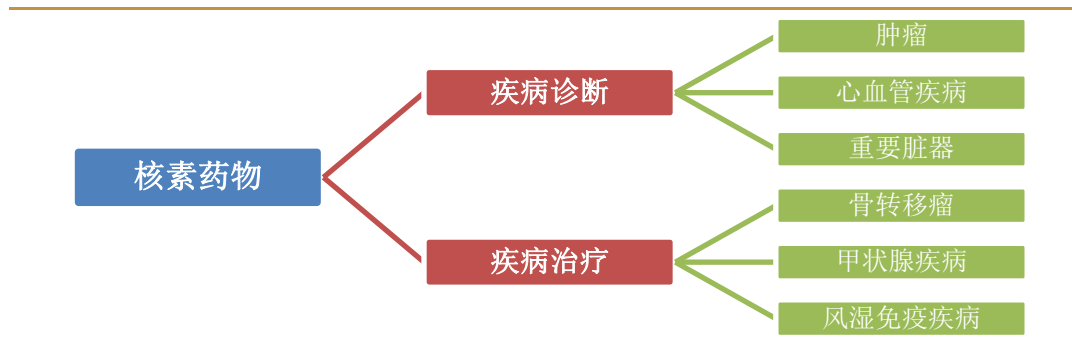 核素药物
疾病诊断
肿瘤
心血管疾病
重要脏器
疾病治疗
骨转移瘤
甲状腺疾病
风湿免疫疾病